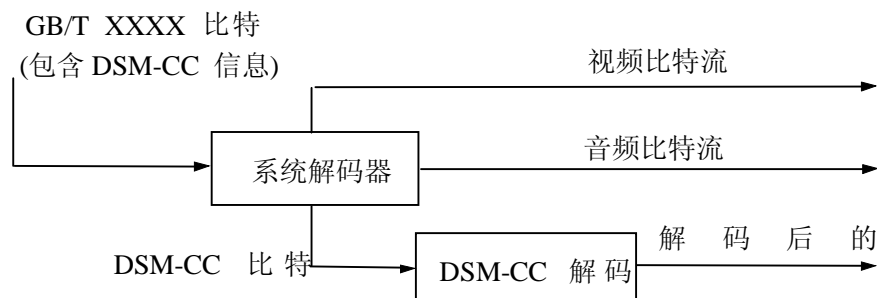 GB/T XXXX 比特
(包含 DSM-CC 信息)
视频比特流
音频比特流
系统解码器
解码后的
DSM-CC 比特
DSM-CC 解码